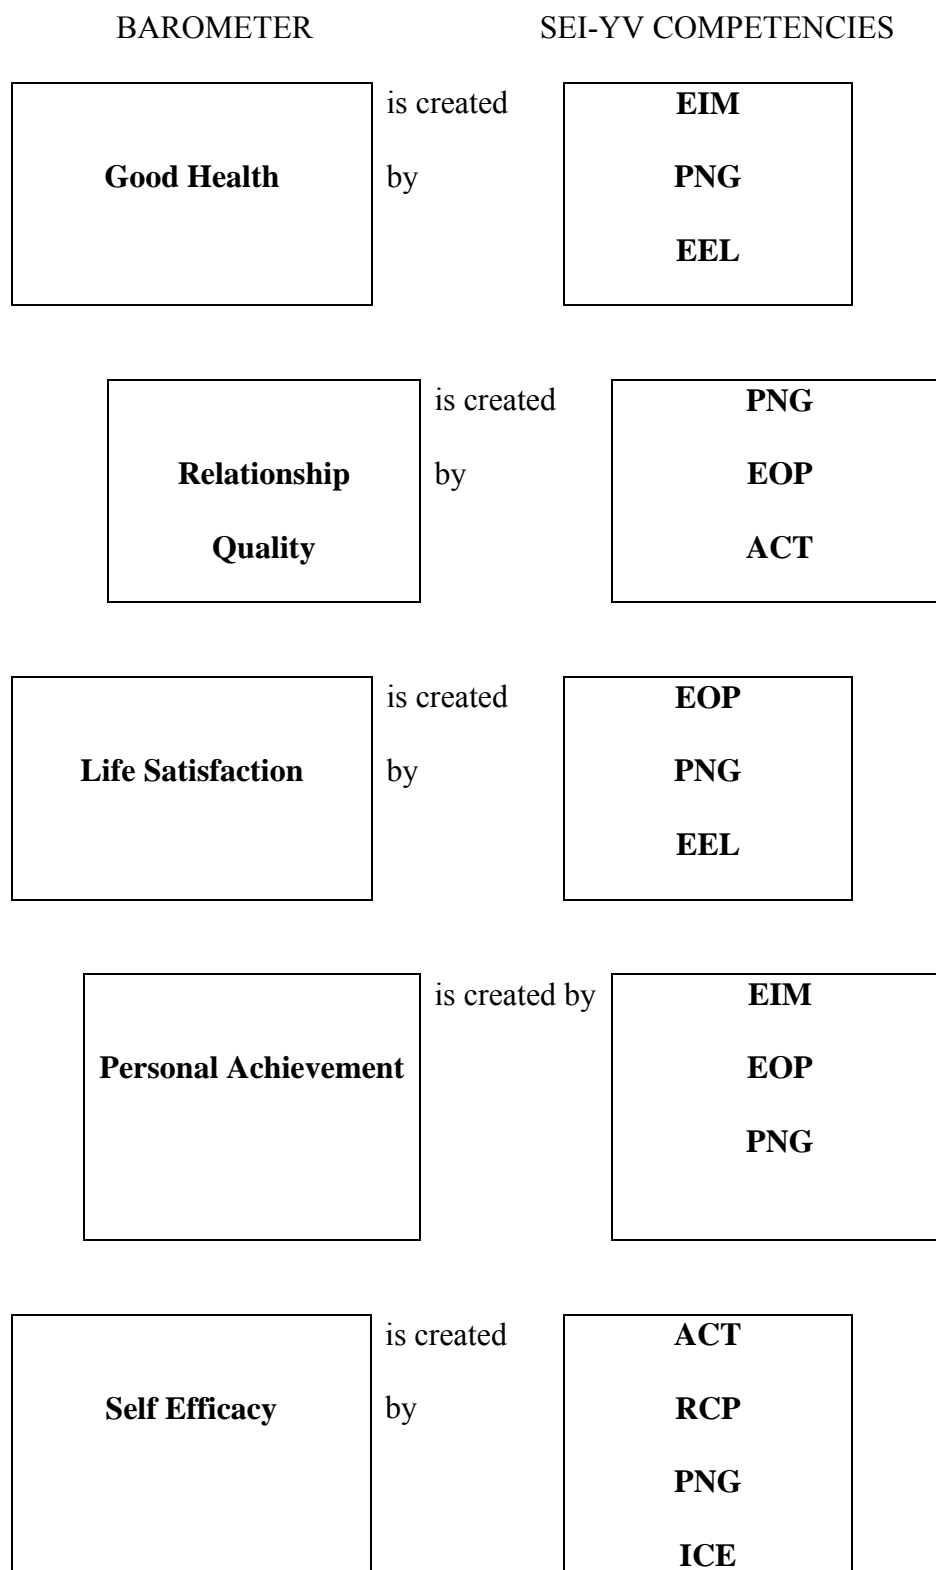 BAROMETER SEI-YV COMPETENCIES
is created EIM
Good Health by PNG
EEL
is created PNG
Relationship by EOP
Quality ACT
is created EOP
Life Satisfaction by PNG
EEL
is created by EIM
Personal Achievement EOP
PNG
is created ACT
Self Efficacy by RCP
PNG
ICE